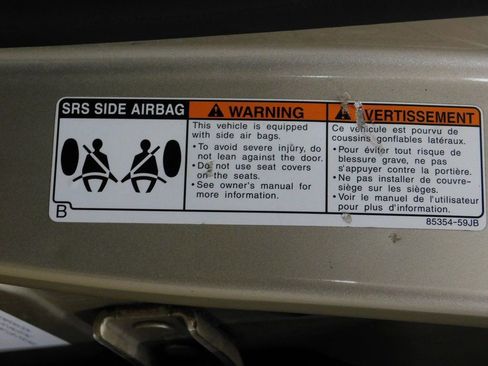 SRS SIDE AIRBAG
B
WARNING
This vehicle is equipped
with side air bags.
• To avoid severe injury, do
not lean against the door.
• Do not use seat covers
on the seats.
• See owner's manual for
more information.
AVERTISSEMENT
Ce véhicule est pourvu de
coussins gonflables latéraux.
• Pour éviter tout risque de
blessure grave, ne pas
s'appuyer contre la portière.
• Ne pas installer de couvre-
siège sur les sièges.
• Voir le manuel de l'utilisateur
pour plus d'information.
85354-59JB